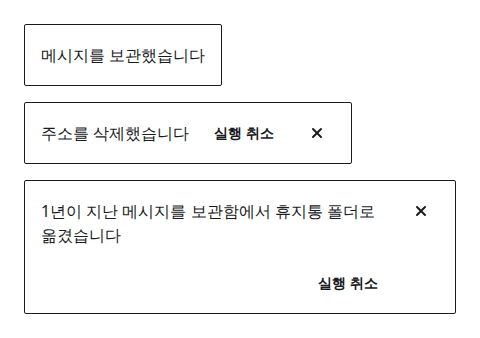 메시지를 보관했습니다
주소를 삭제했습니다 실행 취소
1년이 지난 메시지를 보관함에서 휴지통 폴더로
옮겼습니다
실행 취소